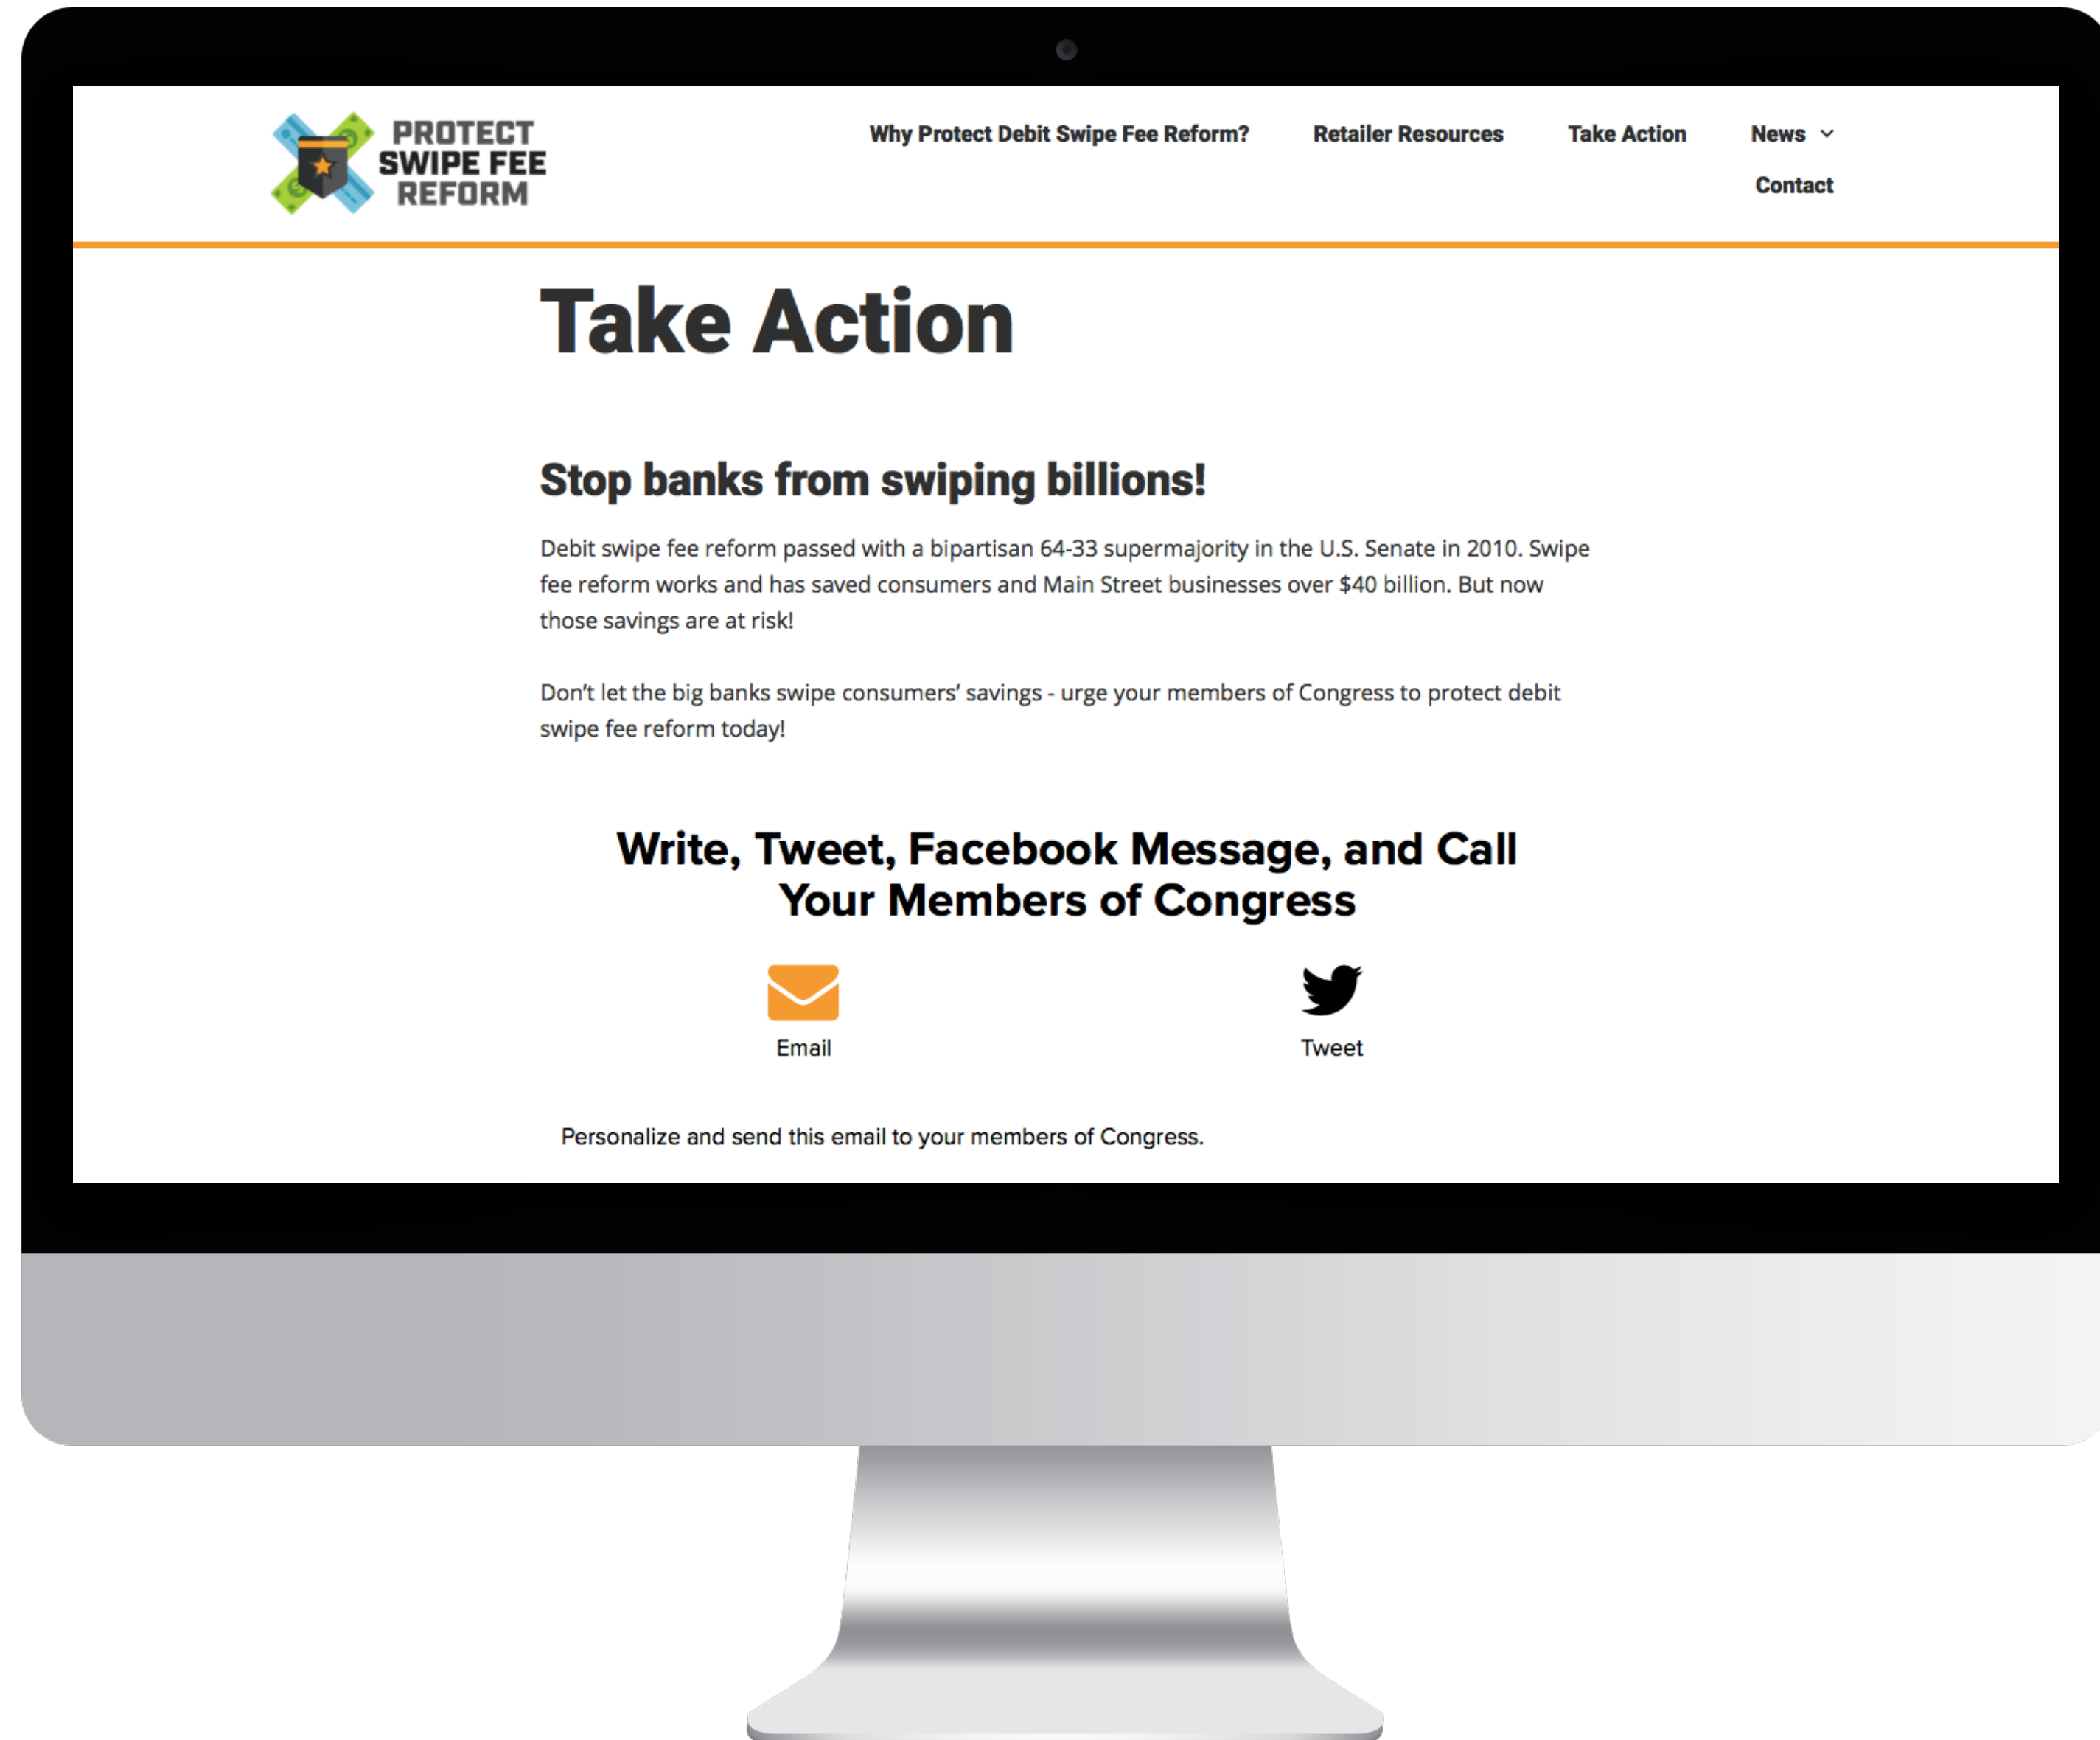 PROTECT
SWIPE FEE
REFORM
Why Protect Debit Swipe Fee Reform?
Retailer Resources
Take Action
News
Contact
Take Action
Stop banks from swiping billions!
Debit swipe fee reform passed with a bipartisan 64-33 supermajority in the U.S. Senate in 2010. Swipe
fee reform works and has saved consumers and Main Street businesses over $40 billion. But now
those savings are at risk!
Don’t let the big banks swipe consumers’ savings - urge your members of Congress to protect debit
swipe fee reform today!
Write, Tweet, Facebook Message, and Call
Your Members of Congress
Email
Tweet
Personalize and send this email to your members of Congress.